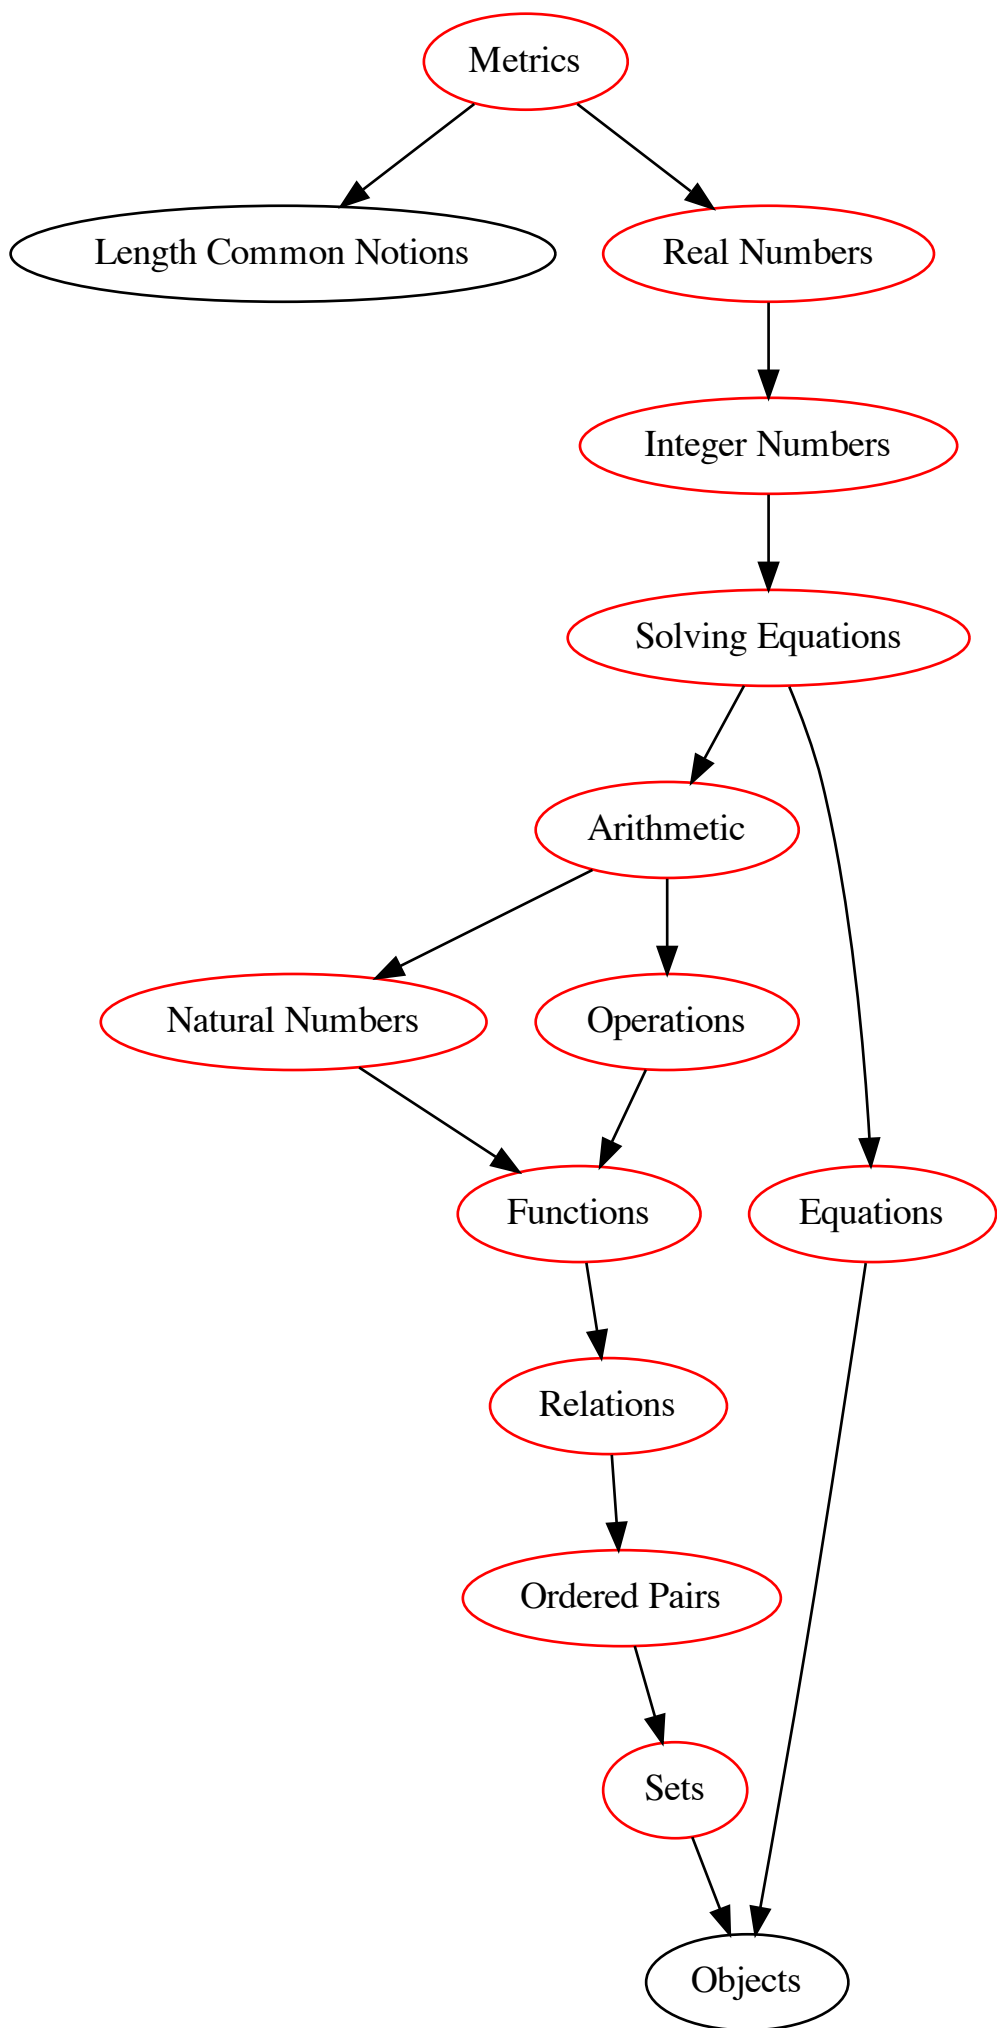 Metrics
Length Common Notions
Real Numbers
Integer Numbers
Solving Equations
Arithmetic
Natural Numbers
Operations
Functions
Equations
Relations
Ordered Pairs
Sets
Objects